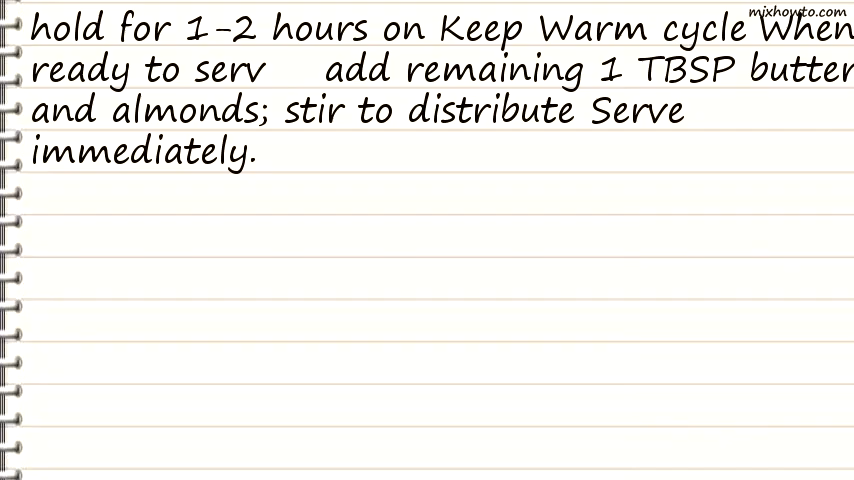 mixhowto.com
hold for 1-2 hours on Keep Warm cycle When
ready to serv add remaining 1 TBSP butter
and almonds; stir to distribute Serve
immediately.